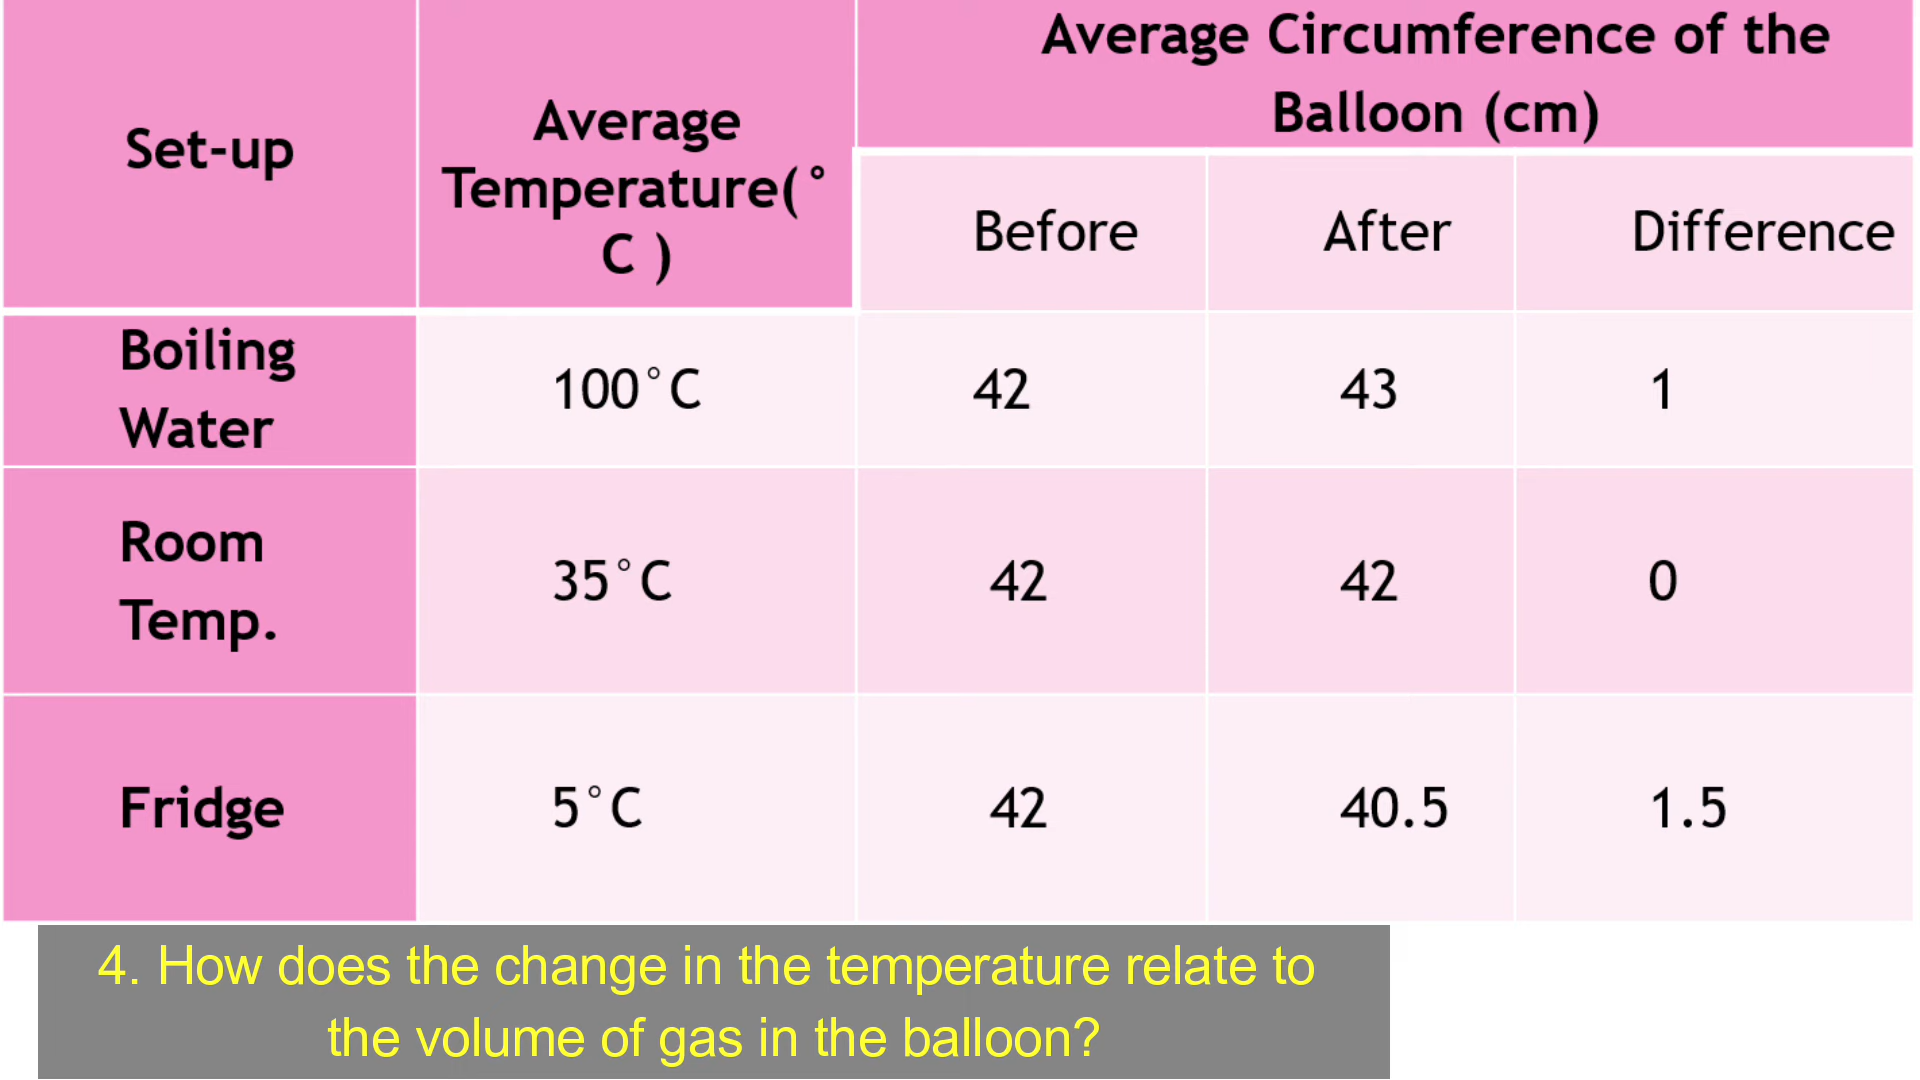 Set-up
Average
Temperature(°
C )
Average Circumference of the
Balloon (cm)
Before
After
Difference
Boiling
Water
100°C
42
43
1
Room
Temp.
35°C
42
42
0
Fridge
5°C
42
40.5
1.5
4. How does the change in the temperature relate to
the volume of gas in the balloon?